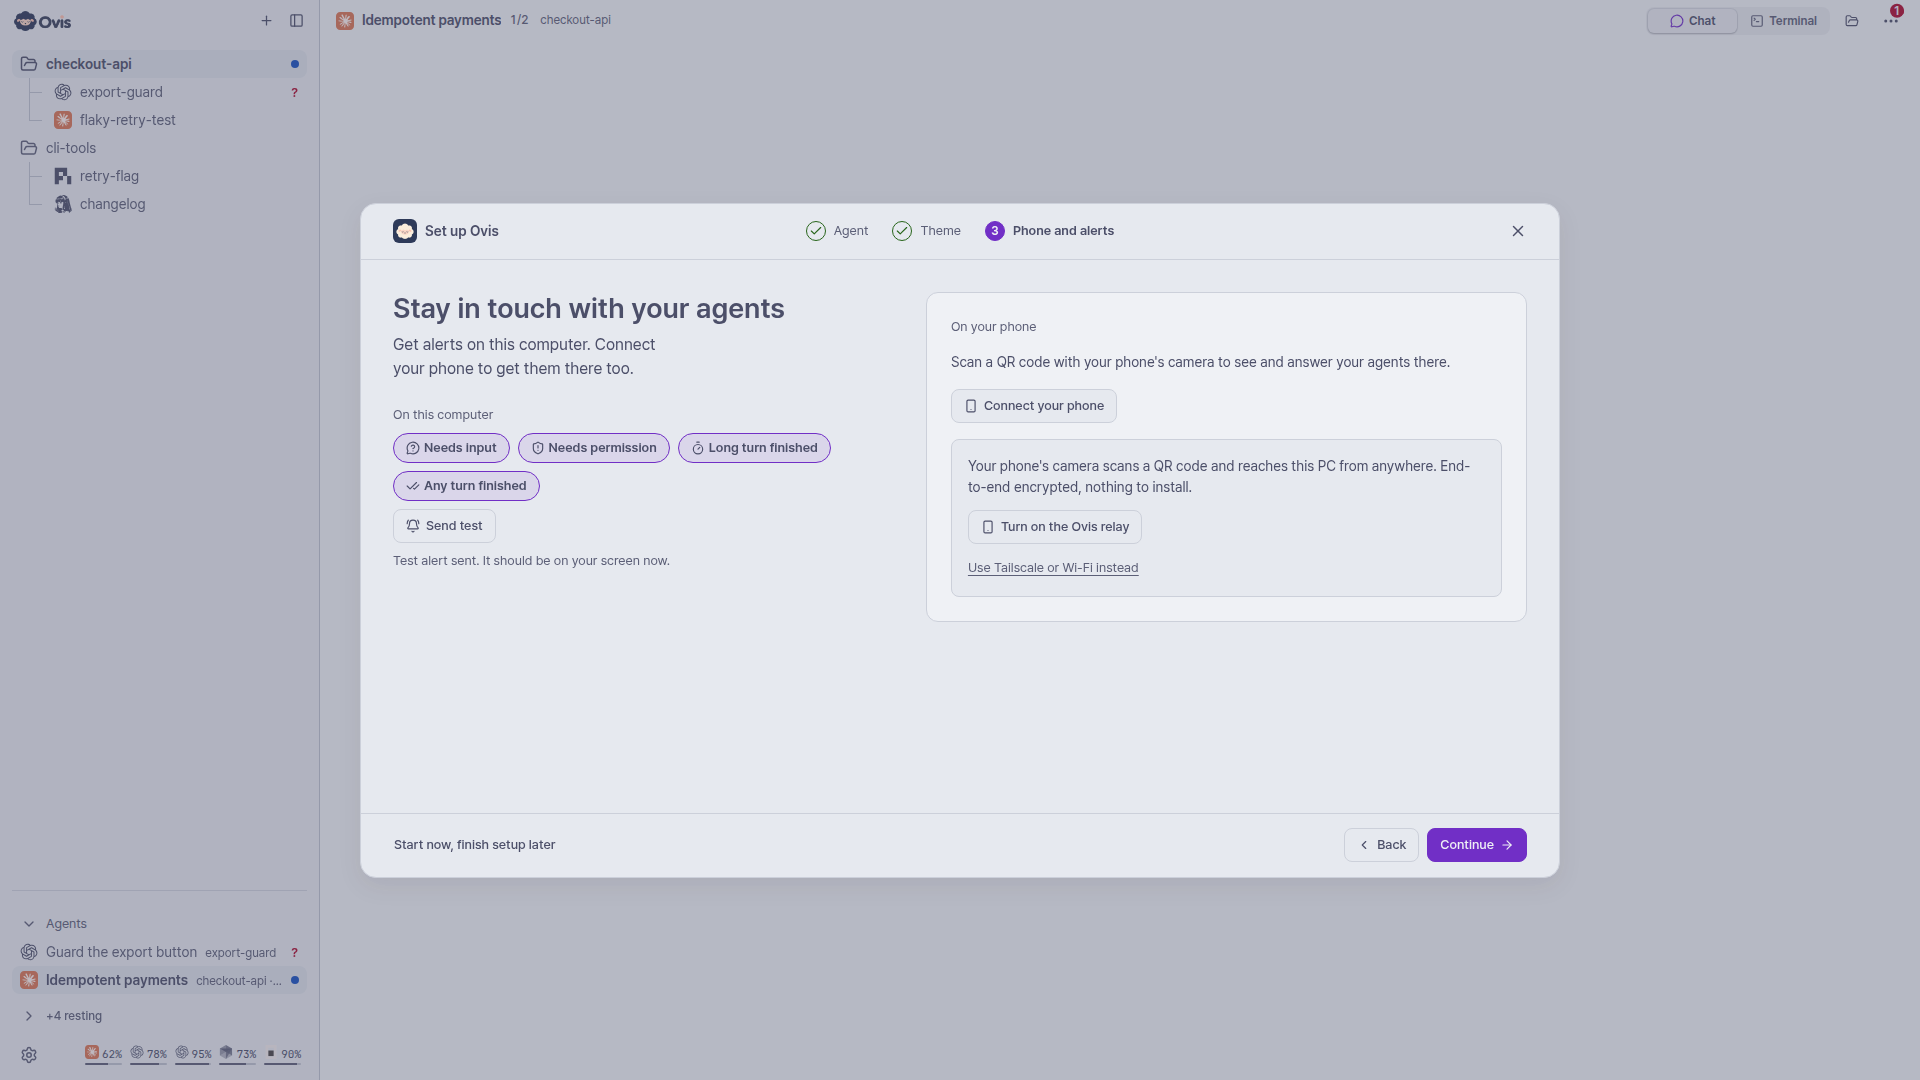 Ovis
checkout-api
export-guard ?
flaky-retry-test
cli-tools
retry-flag
changelog
Agents
Guard the export button export-guard ?
Idempotent payments checkout-api ·...
+4 resting
62% 78% 95% 73% 90%
Idempotent payments 1/2 checkout-api
Chat Terminal
1
Set up Ovis
Agent Theme 3 Phone and alerts
Stay in touch with your agents
Get alerts on this computer. Connect
your phone to get them there too.
On this computer
Needs input Needs permission Long turn finished
Any turn finished
Send test
Test alert sent. It should be on your screen now.
On your phone
Scan a QR code with your phone's camera to see and answer your agents there.
Connect your phone
Your phone's camera scans a QR code and reaches this PC from anywhere. End-
to-end encrypted, nothing to install.
Turn on the Ovis relay
Use Tailscale or Wi-Fi instead
Start now, finish setup later
Back Continue